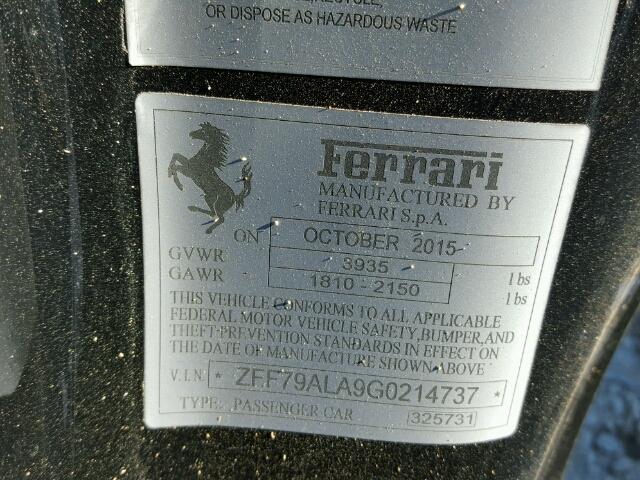 OR DISPOSE AS HAZARDOUS WASTE
Ferrari
MANUFACTURED BY
FERRARI S.p.A.
ON OCTOBER 2015
GVWR 3935 lbs
GAWR 1810 - 2150 lbs
THIS VEHICLE CONFORMS TO ALL APPLICABLE
FEDERAL MOTOR VEHICLE SAFETY,BUMPER,AND
THEFT-PREVENTION STANDARDS IN EFFECT ON
THE DATE OF MANUFACTURE SHOWN ABOVE
V.I.N. * ZFF79ALA9G0214737 *
TYPE: PASSENGER CAR 325731